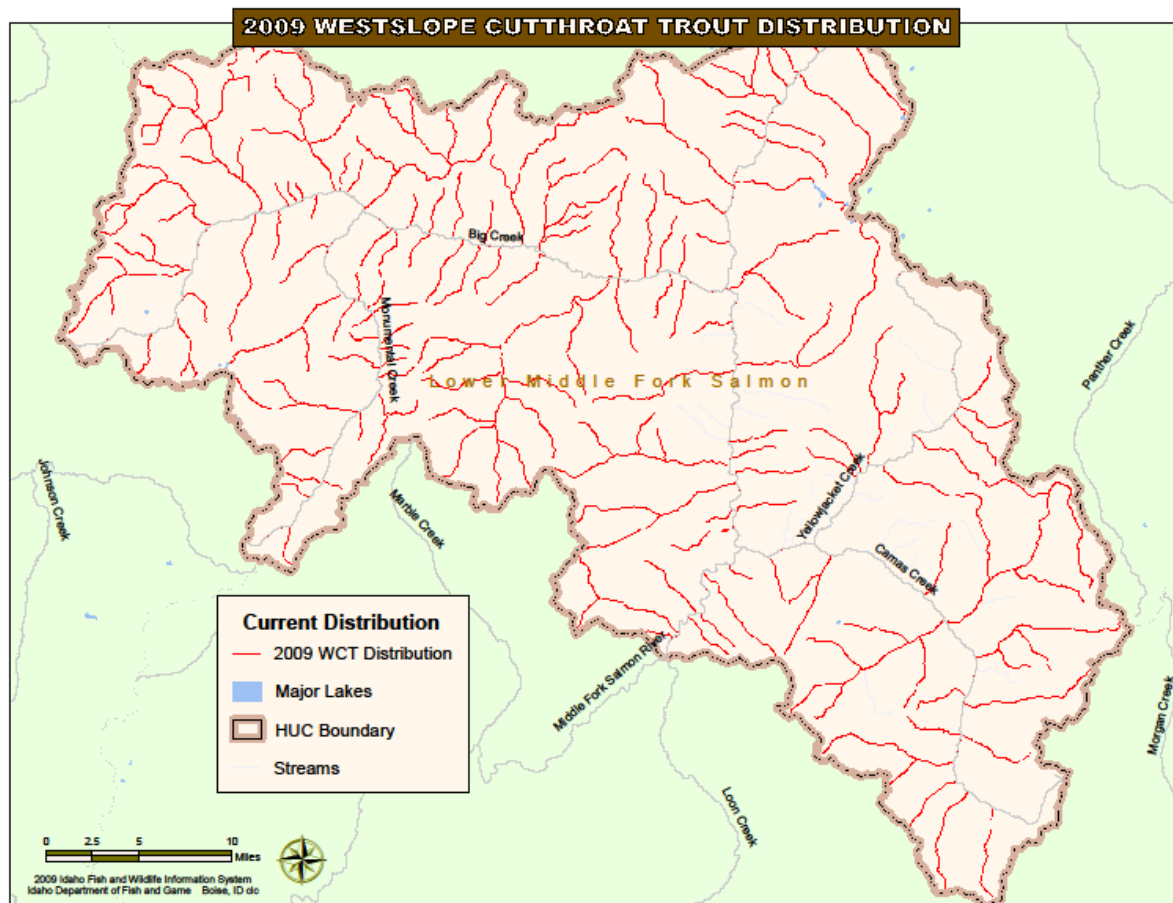 2009 WESTSLOPE CUTTHROAT TROUT DISTRIBUTION
Big Creek
Monumental Creek
Lower Middle Fork Salmon
Panther Creek
Johnson Creek
Marble Creek
Yellowjacket Creek
Camas Creek
Middle Fork Salmon River
Morgan Creek
Loon Creek
Current Distribution
2009 WCT Distribution
Major Lakes
HUC Boundary
Streams
0 2.5 5 10
Miles
2009 Idaho Fish and Wildlife Information System
Idaho Department of Fish and Game Boise, ID clc